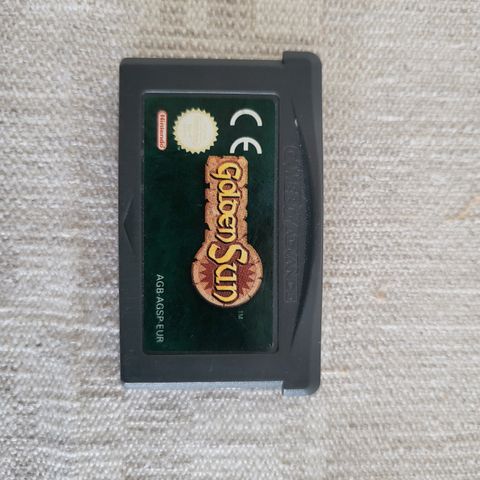 GAME BOY ADVANCE
Nintendo
CE
GOLDEN SUN
TM
AGB-AGSP-EUR